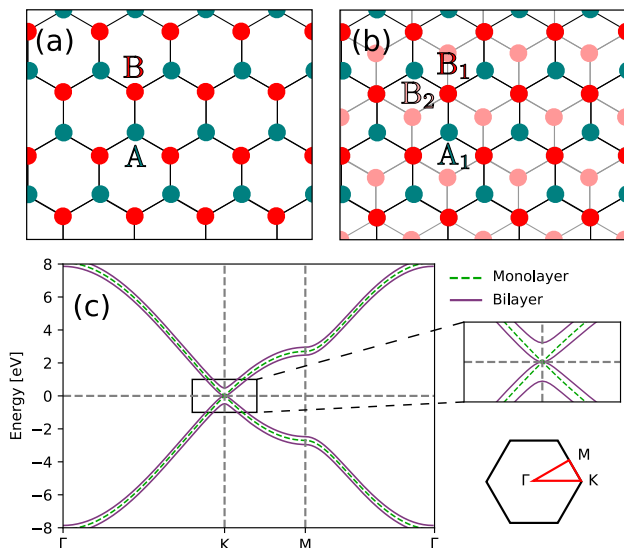 (a)
B
A
(b)
B₁
B₂
A₁
(c)
Energy [eV]
8
6
4
2
0
−2
−4
−6
−8
Γ
K
M
Γ
Monolayer
Bilayer
Γ
M
K